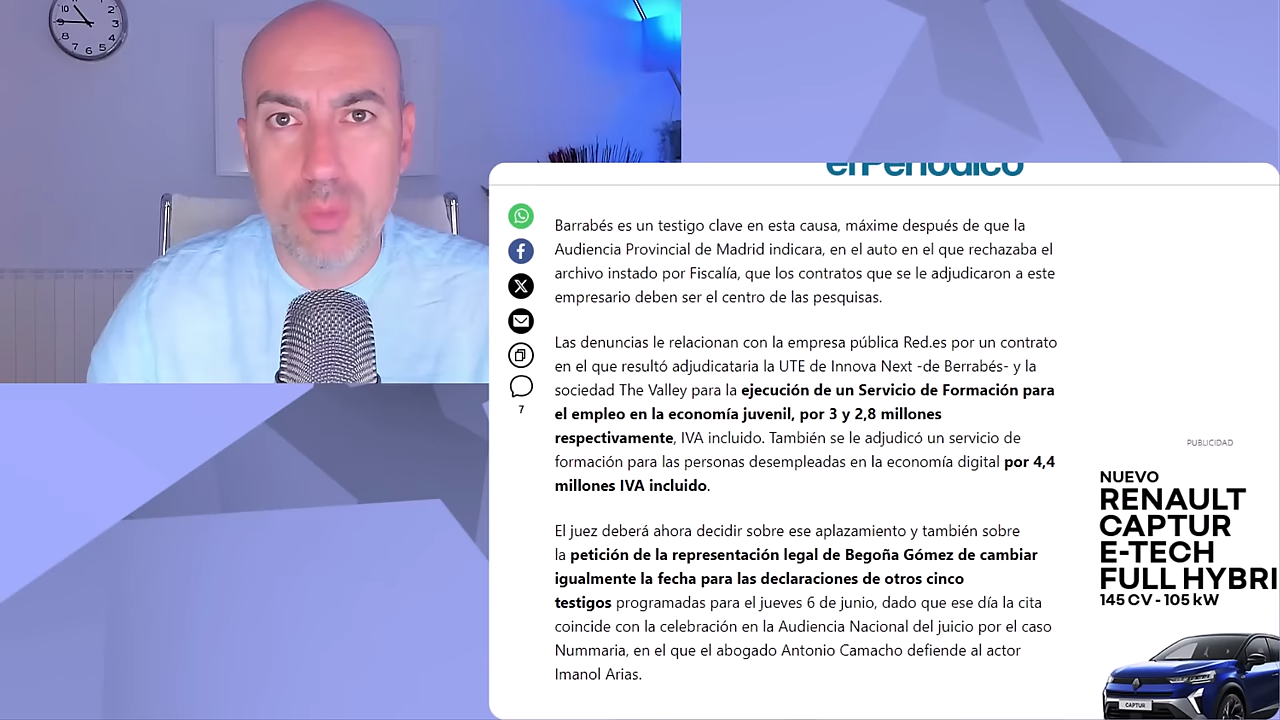 10
9
8
7
6
5
4
3
2
elPeriódico
Barrabés es un testigo clave en esta causa, máxime después de que la
Audiencia Provincial de Madrid indicara, en el auto en el que rechazaba el
archivo instado por Fiscalía, que los contratos que se le adjudicaron a este
empresario deben ser el centro de las pesquisas.
Las denuncias le relacionan con la empresa pública Red.es por un contrato
en el que resultó adjudicataria la UTE de Innova Next -de Berrabés- y la
sociedad The Valley para la ejecución de un Servicio de Formación para
el empleo en la economía juvenil, por 3 y 2,8 millones
respectivamente, IVA incluido. También se le adjudicó un servicio de
formación para las personas desempleadas en la economía digital por 4,4
millones IVA incluido.
El juez deberá ahora decidir sobre ese aplazamiento y también sobre
la petición de la representación legal de Begoña Gómez de cambiar
igualmente la fecha para las declaraciones de otros cinco
testigos programadas para el jueves 6 de junio, dado que ese día la cita
coincide con la celebración en la Audiencia Nacional del juicio por el caso
Nummaria, en el que el abogado Antonio Camacho defiende al actor
Imanol Arias.
7
PUBLICIDAD
NUEVO
RENAULT
CAPTUR
E-TECH
FULL HYBRI
145 CV - 105 kW
CAPTUR